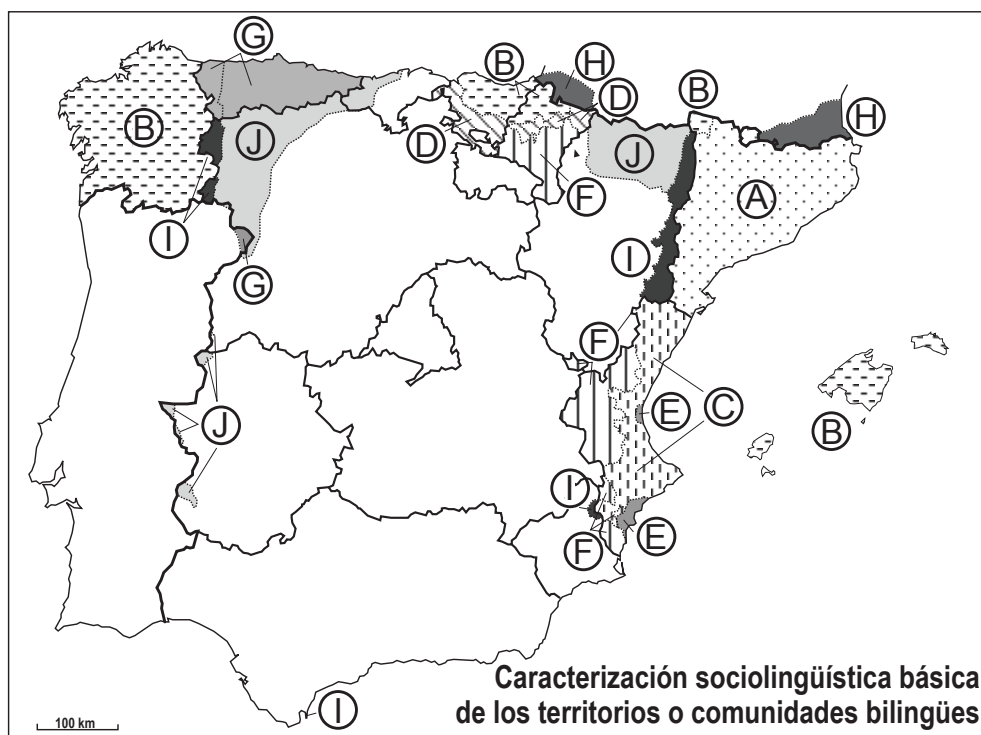 G
B
H
B
D
H
B
J
D
J
F
A
I
I
G
F
C
E
J
B
I
E
F
Caracterización sociolingüística básica
de los territorios o comunidades bilingües
I
100 km